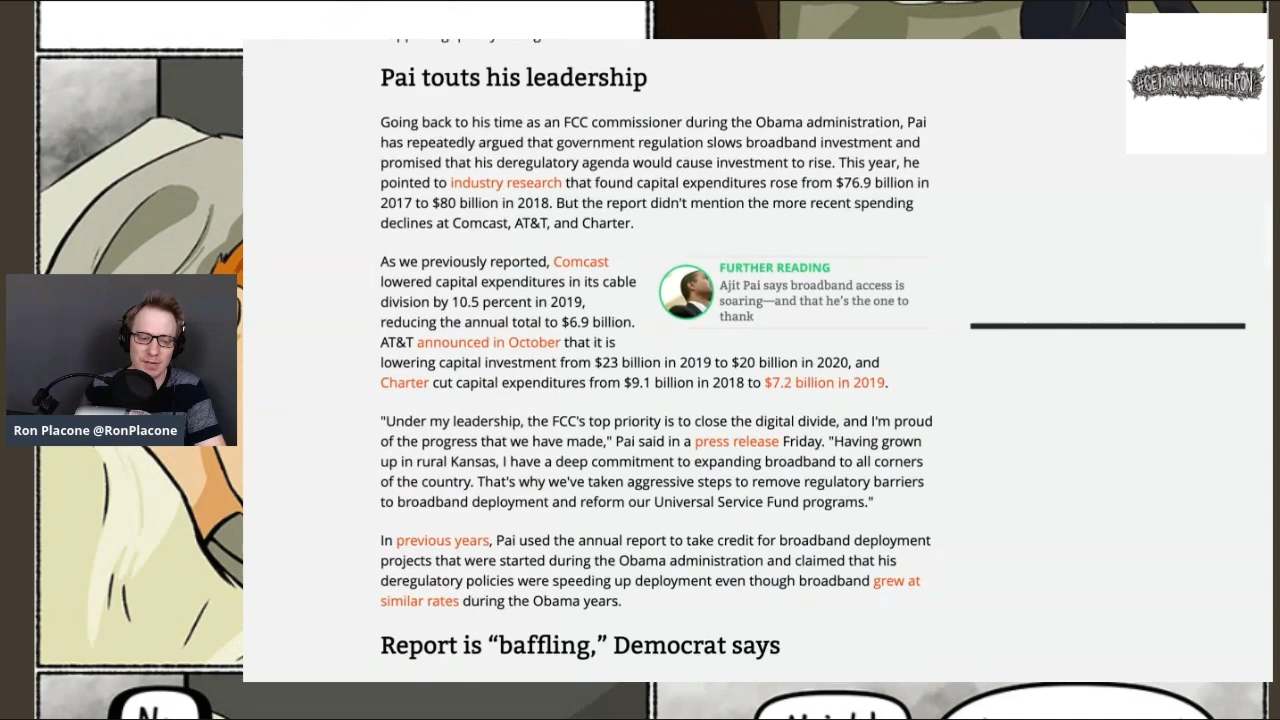 Pai touts his leadership
#GETYOURNEWSONWITHRON
Going back to his time as an FCC commissioner during the Obama administration, Pai
has repeatedly argued that government regulation slows broadband investment and
promised that his deregulatory agenda would cause investment to rise. This year, he
pointed to industry research that found capital expenditures rose from $76.9 billion in
2017 to $80 billion in 2018. But the report didn't mention the more recent spending
declines at Comcast, AT&T, and Charter.
As we previously reported, Comcast
lowered capital expenditures in its cable
division by 10.5 percent in 2019,
reducing the annual total to $6.9 billion.
AT&T announced in October that it is
FURTHER READING
Ajit Pai says broadband access is
soaring—and that he's the one to
thank
lowering capital investment from $23 billion in 2019 to $20 billion in 2020, and
Charter cut capital expenditures from $9.1 billion in 2018 to $7.2 billion in 2019.
Ron Placone @RonPlacone
"Under my leadership, the FCC's top priority is to close the digital divide, and I'm proud
of the progress that we have made," Pai said in a press release Friday. "Having grown
up in rural Kansas, I have a deep commitment to expanding broadband to all corners
of the country. That's why we've taken aggressive steps to remove regulatory barriers
to broadband deployment and reform our Universal Service Fund programs."
In previous years, Pai used the annual report to take credit for broadband deployment
projects that were started during the Obama administration and claimed that his
deregulatory policies were speeding up deployment even though broadband grew at
similar rates during the Obama years.
Report is “baffling,” Democrat says